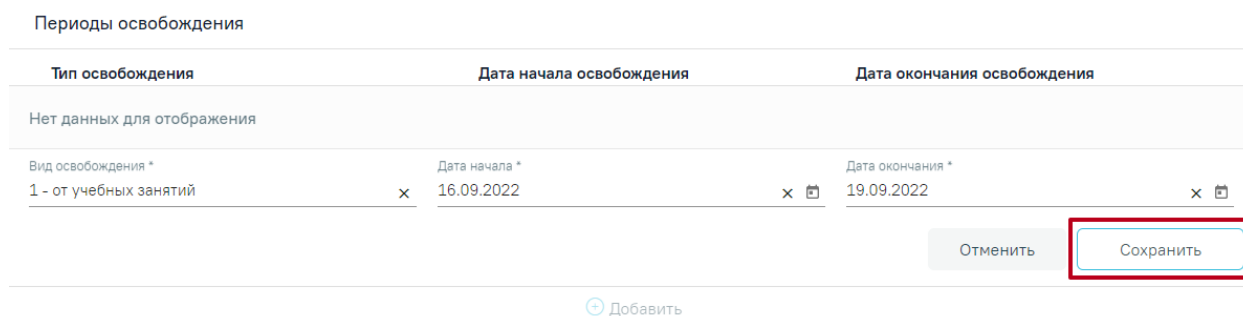 Периоды освобождения
Тип освобождения Дата начала освобождения Дата окончания освобождения
Нет данных для отображения
Вид освобождения * Дата начала * Дата окончания *
1 - от учебных занятий 16.09.2022 19.09.2022
Отменить Сохранить
Добавить